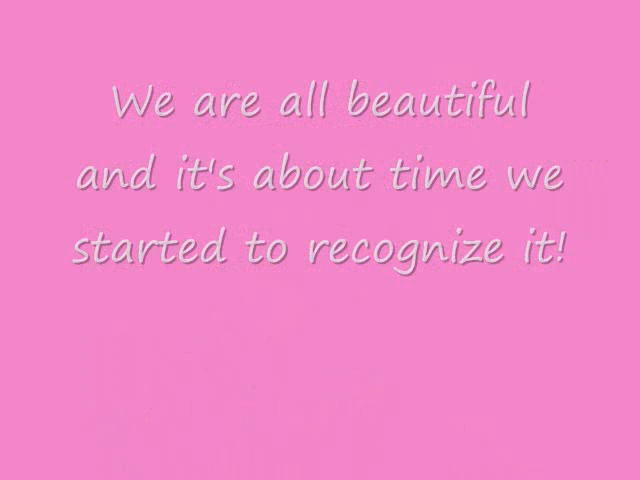 We are all beautiful
and it's about time we
started to recognize it!